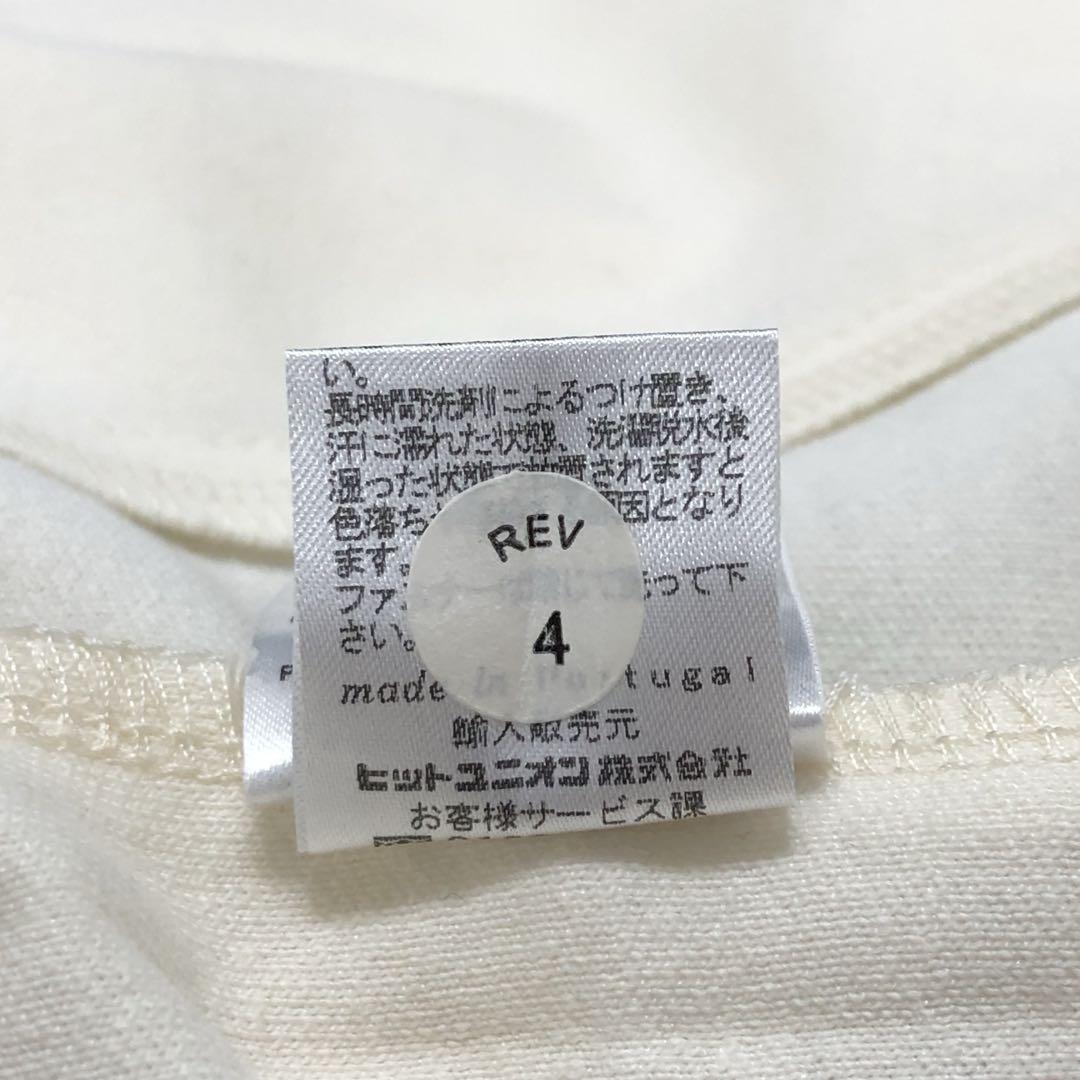 い。
長時間洗剤によるつけ置き、
汗に濡れた状態、洗濯脱水後
湿った状態で放置されますと
色落ち 原因となり
ます。
ファスナーは閉じて洗って下
さい。
REV
4
made in Portugal
輸入販売元
ヒットユニオン株式会社
お客様サービス課